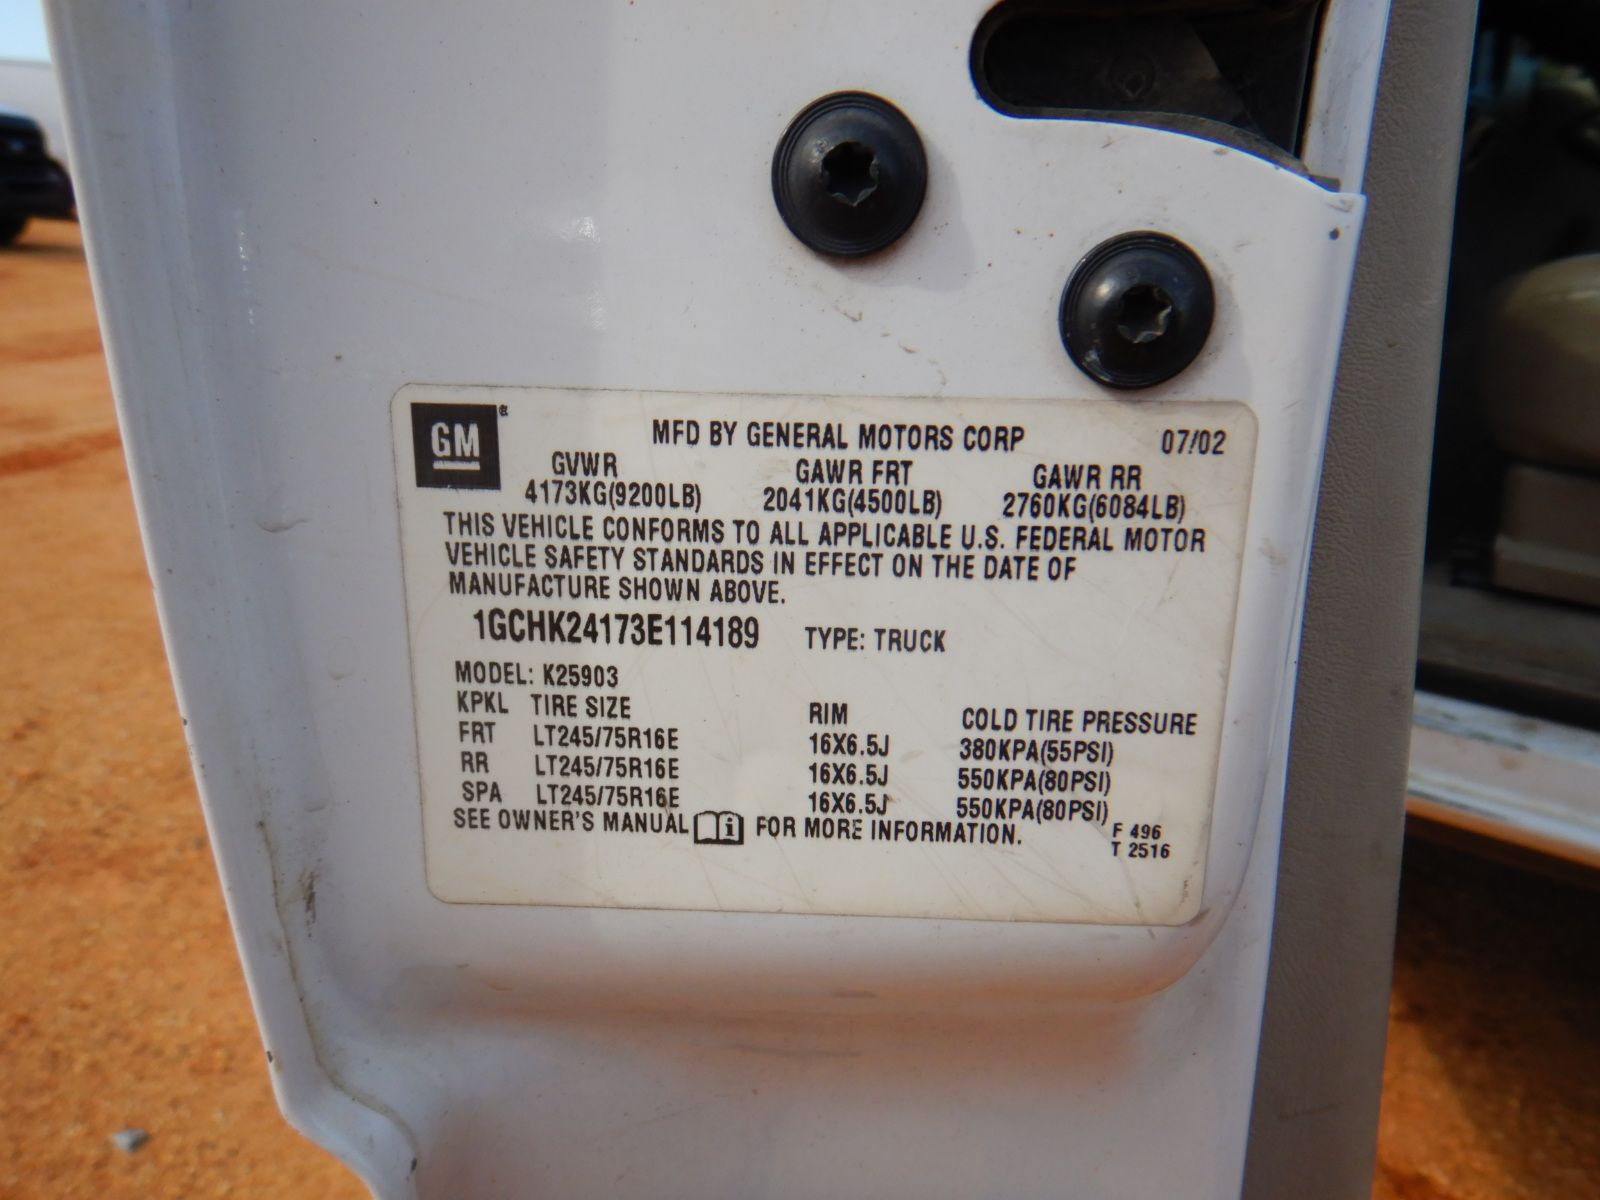 GM®
MFD BY GENERAL MOTORS CORP 07/02
GVWR GAWR FRT GAWR RR
4173KG(9200LB) 2041KG(4500LB) 2760KG(6084LB)
THIS VEHICLE CONFORMS TO ALL APPLICABLE U.S. FEDERAL MOTOR
VEHICLE SAFETY STANDARDS IN EFFECT ON THE DATE OF
MANUFACTURE SHOWN ABOVE.
1GCHK24173E114189 TYPE: TRUCK
MODEL: K25903
KPKL TIRE SIZE RIM COLD TIRE PRESSURE
FRT LT245/75R16E 16X6.5J 380KPA(55PSI)
RR LT245/75R16E 16X6.5J 550KPA(80PSI)
SPA LT245/75R16E 16X6.5J 550KPA(80PSI)
SEE OWNER'S MANUAL i FOR MORE INFORMATION.
F 496
T 2516